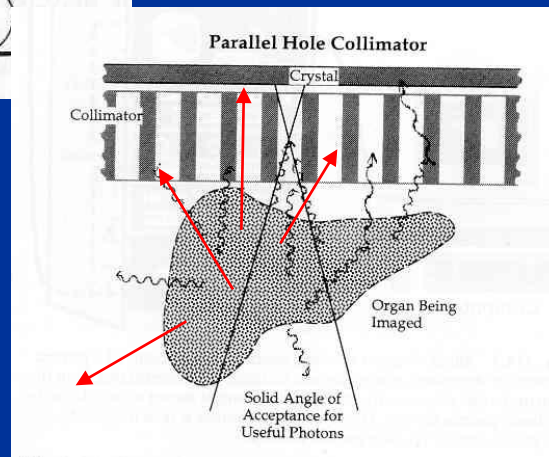 Parallel Hole Collimator
Crystal
Collimator
Organ Being
Imaged
Solid Angle of
Acceptance for
Useful Photons